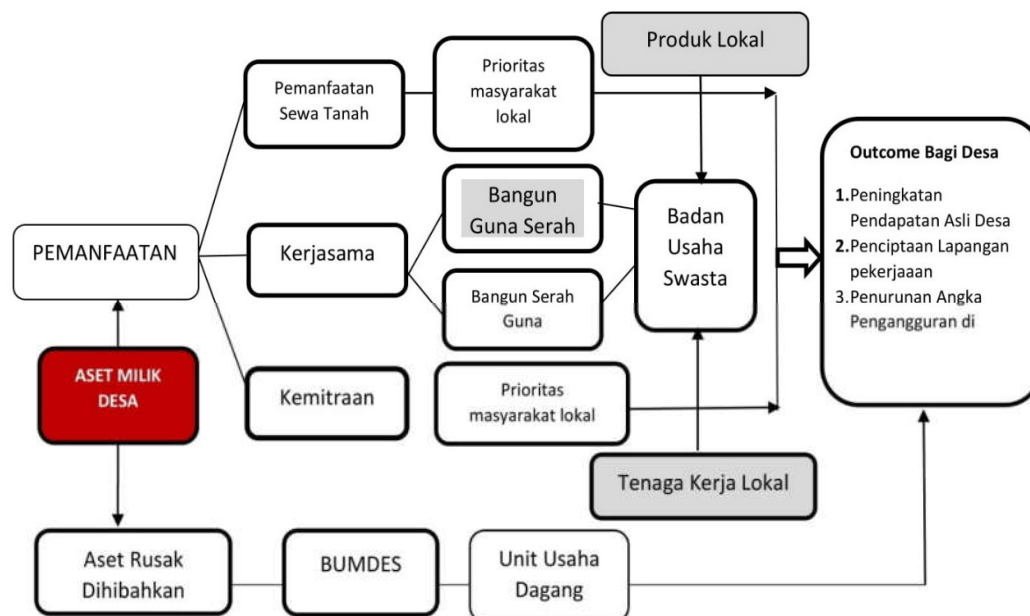 Produk Lokal
Pemanfaatan
Sewa Tanah
Prioritas
masyarakat
lokal
Outcome Bagi Desa
1.Peningkatan
Pendapatan Asli Desa
2.Penciptaan Lapangan
pekerjaaan
3.Penurunan Angka
Pengangguran di
PEMANFAATAN
Kerjasama
Bangun
Guna Serah
Bangun Serah
Guna
Badan
Usaha
Swasta
ASET MILIK
DESA
Kemitraan
Prioritas
masyarakat lokal
Tenaga Kerja Lokal
Aset Rusak
Dihibahkan
BUMDES
Unit Usaha
Dagang